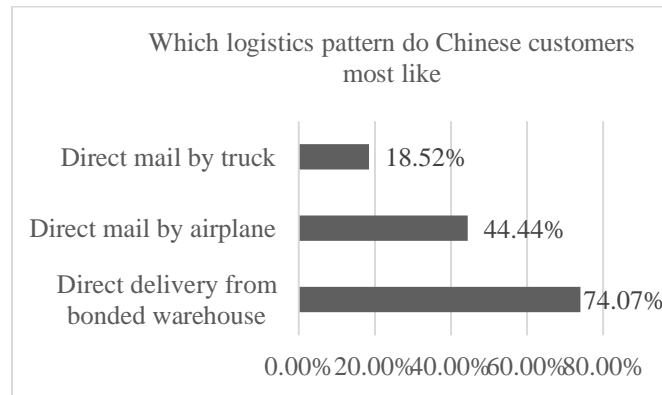 Which logistics pattern do Chinese customers
most like
Direct mail by truck
18.52%
Direct mail by airplane
44.44%
Direct delivery from
bonded warehouse
74.07%
0.00% 20.00% 40.00% 60.00% 80.00%